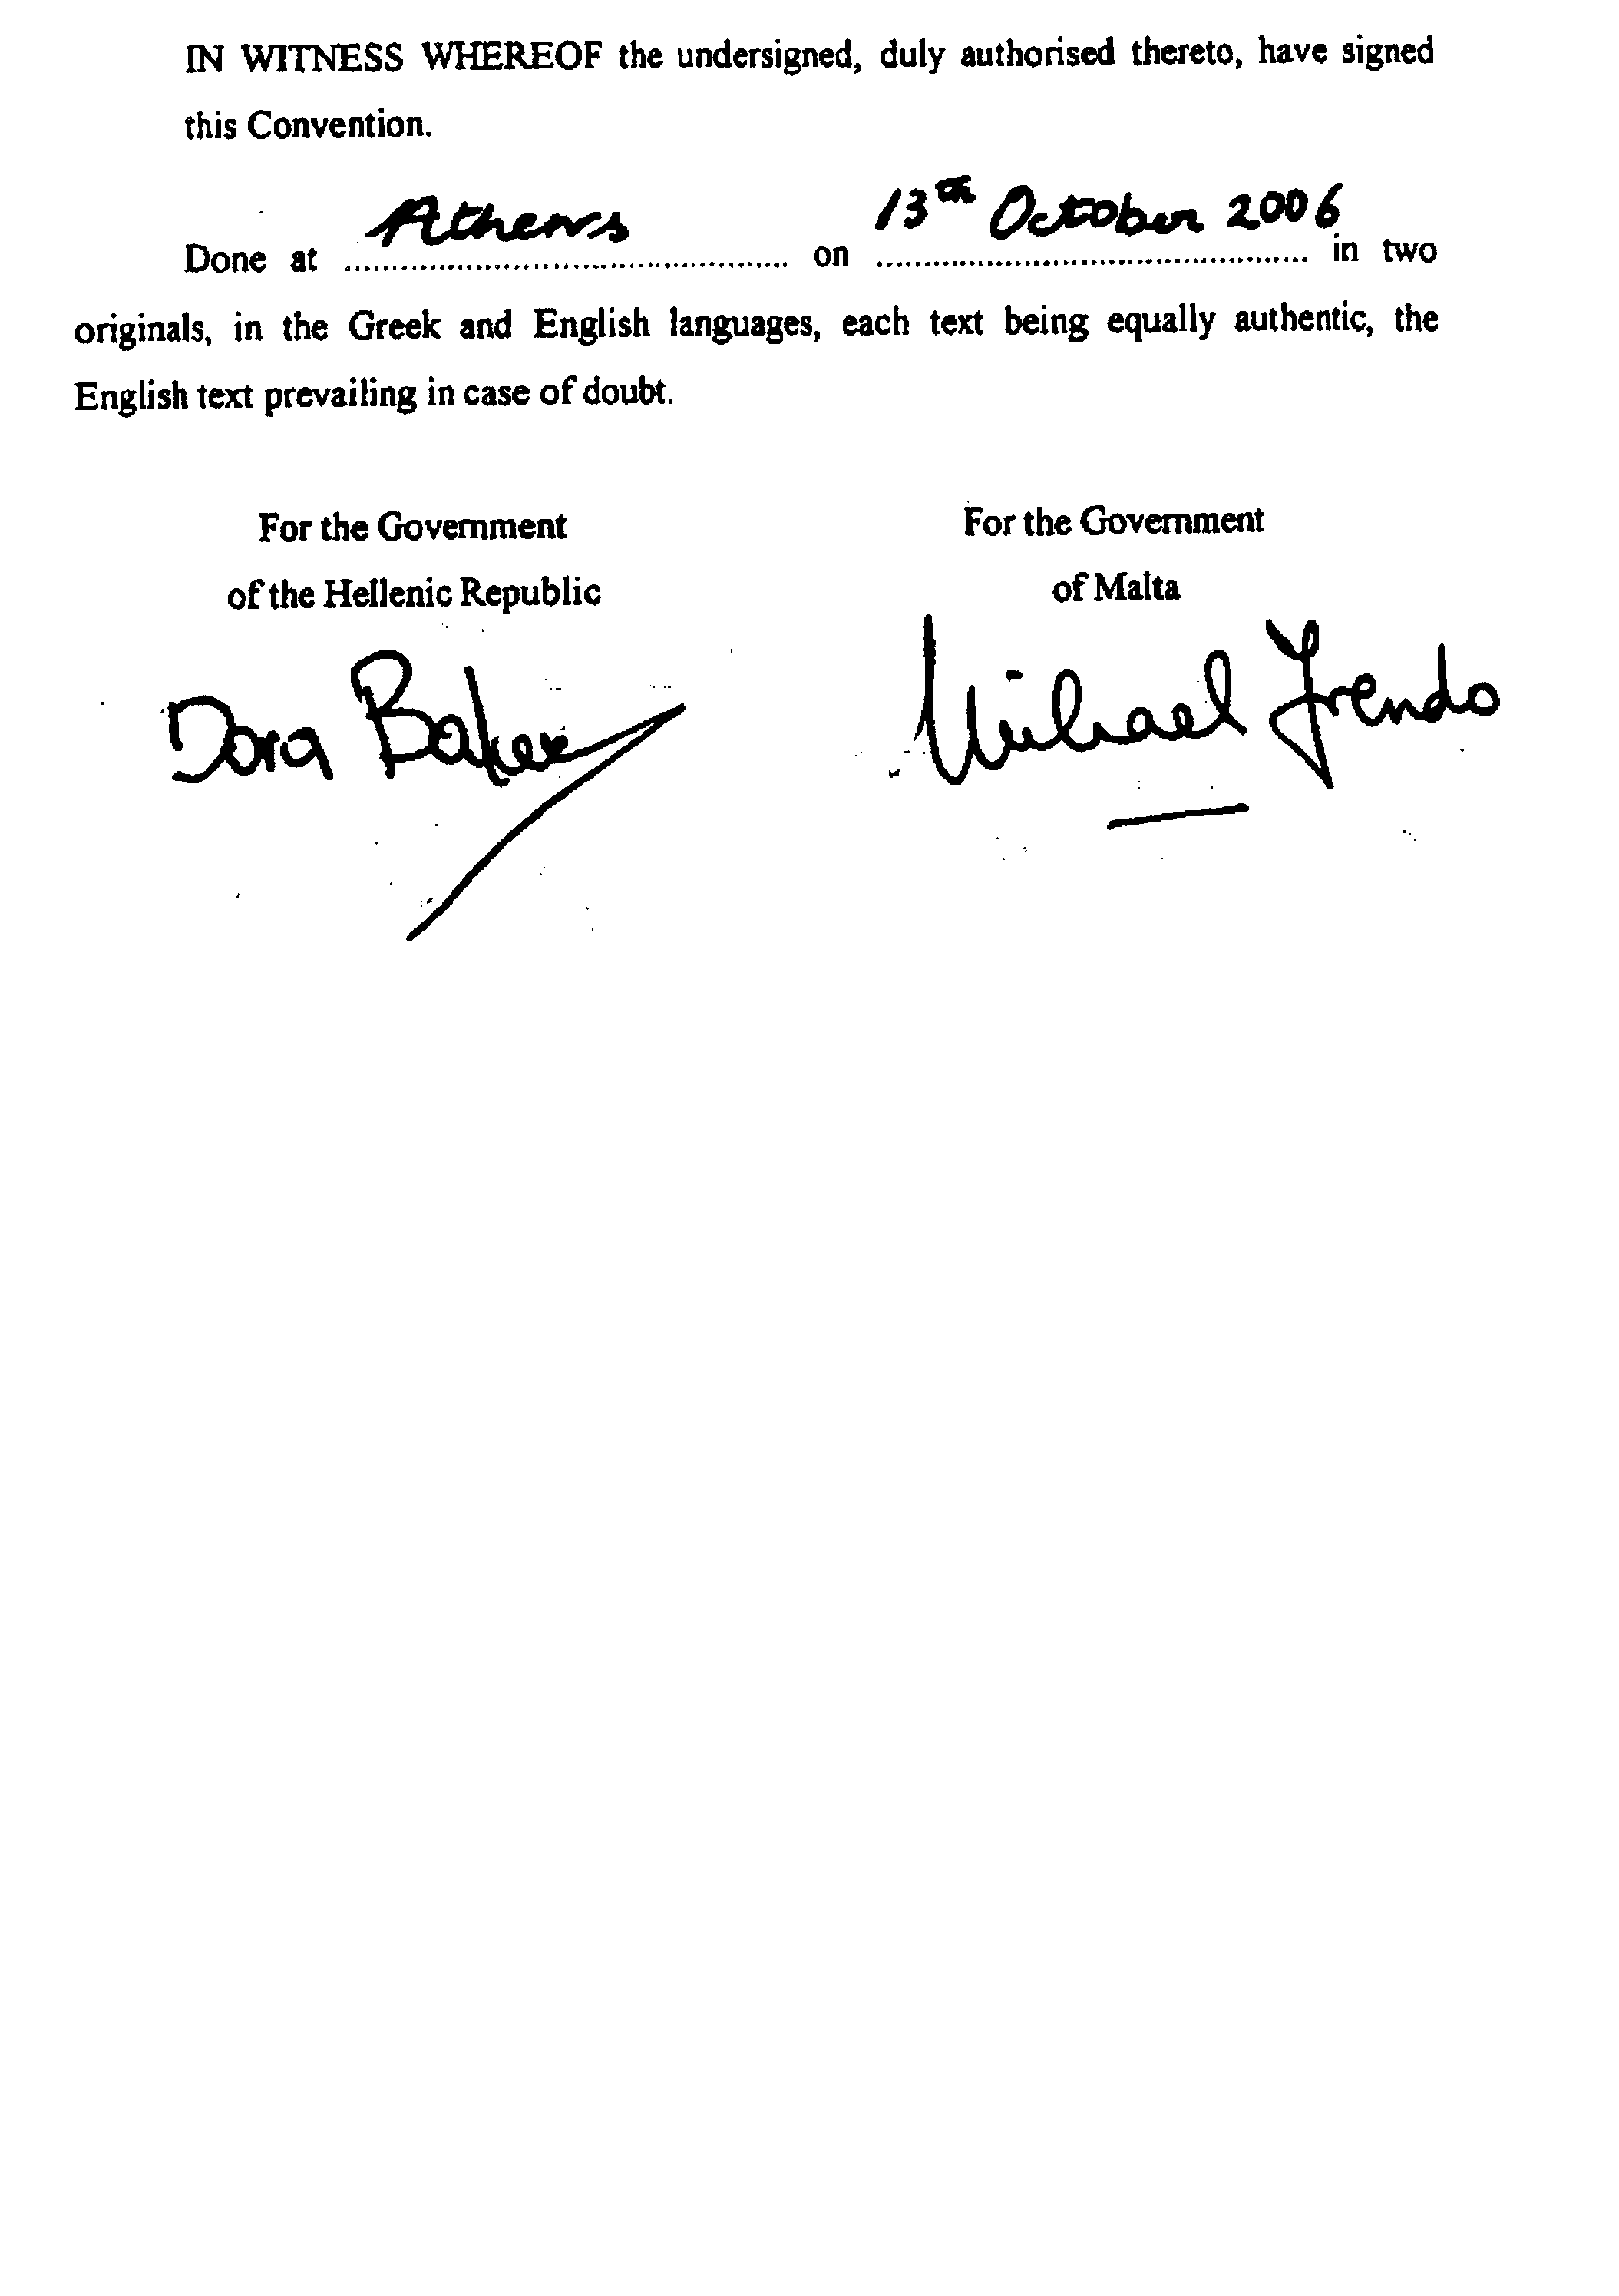 IN WITNESS WHEREOF the undersigned, duly authorised thereto, have signed
this Convention.
Done at Athens on 13th October 2006 in two
originals, in the Greek and English languages, each text being equally authentic, the
English text prevailing in case of doubt.
For the Government
of the Hellenic Republic
For the Government
of Malta
Dora
Michael Frendo